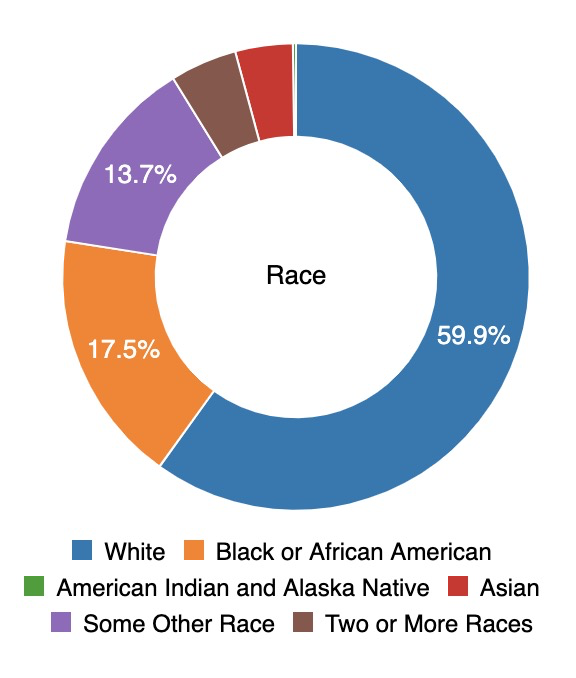 13.7%
Race
59.9%
17.5%
White Black or African American
American Indian and Alaska Native Asian
Some Other Race Two or More Races